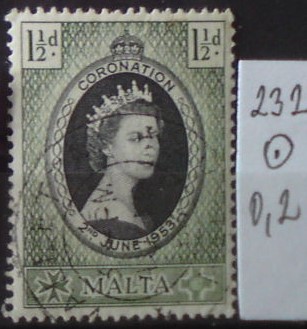 1½d 1½d
CORONATION
2ND JUNE 1953
MALTA
232
0,2